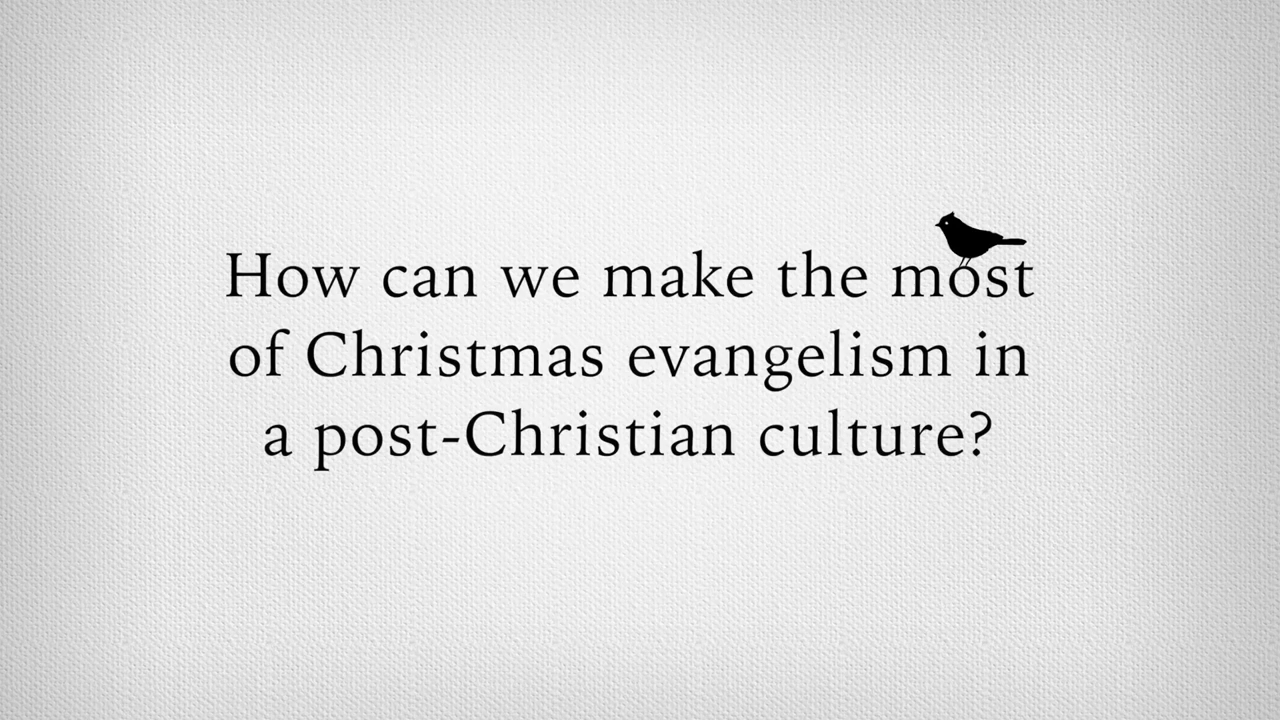 How can we make the most
of Christmas evangelism in
a post-Christian culture?